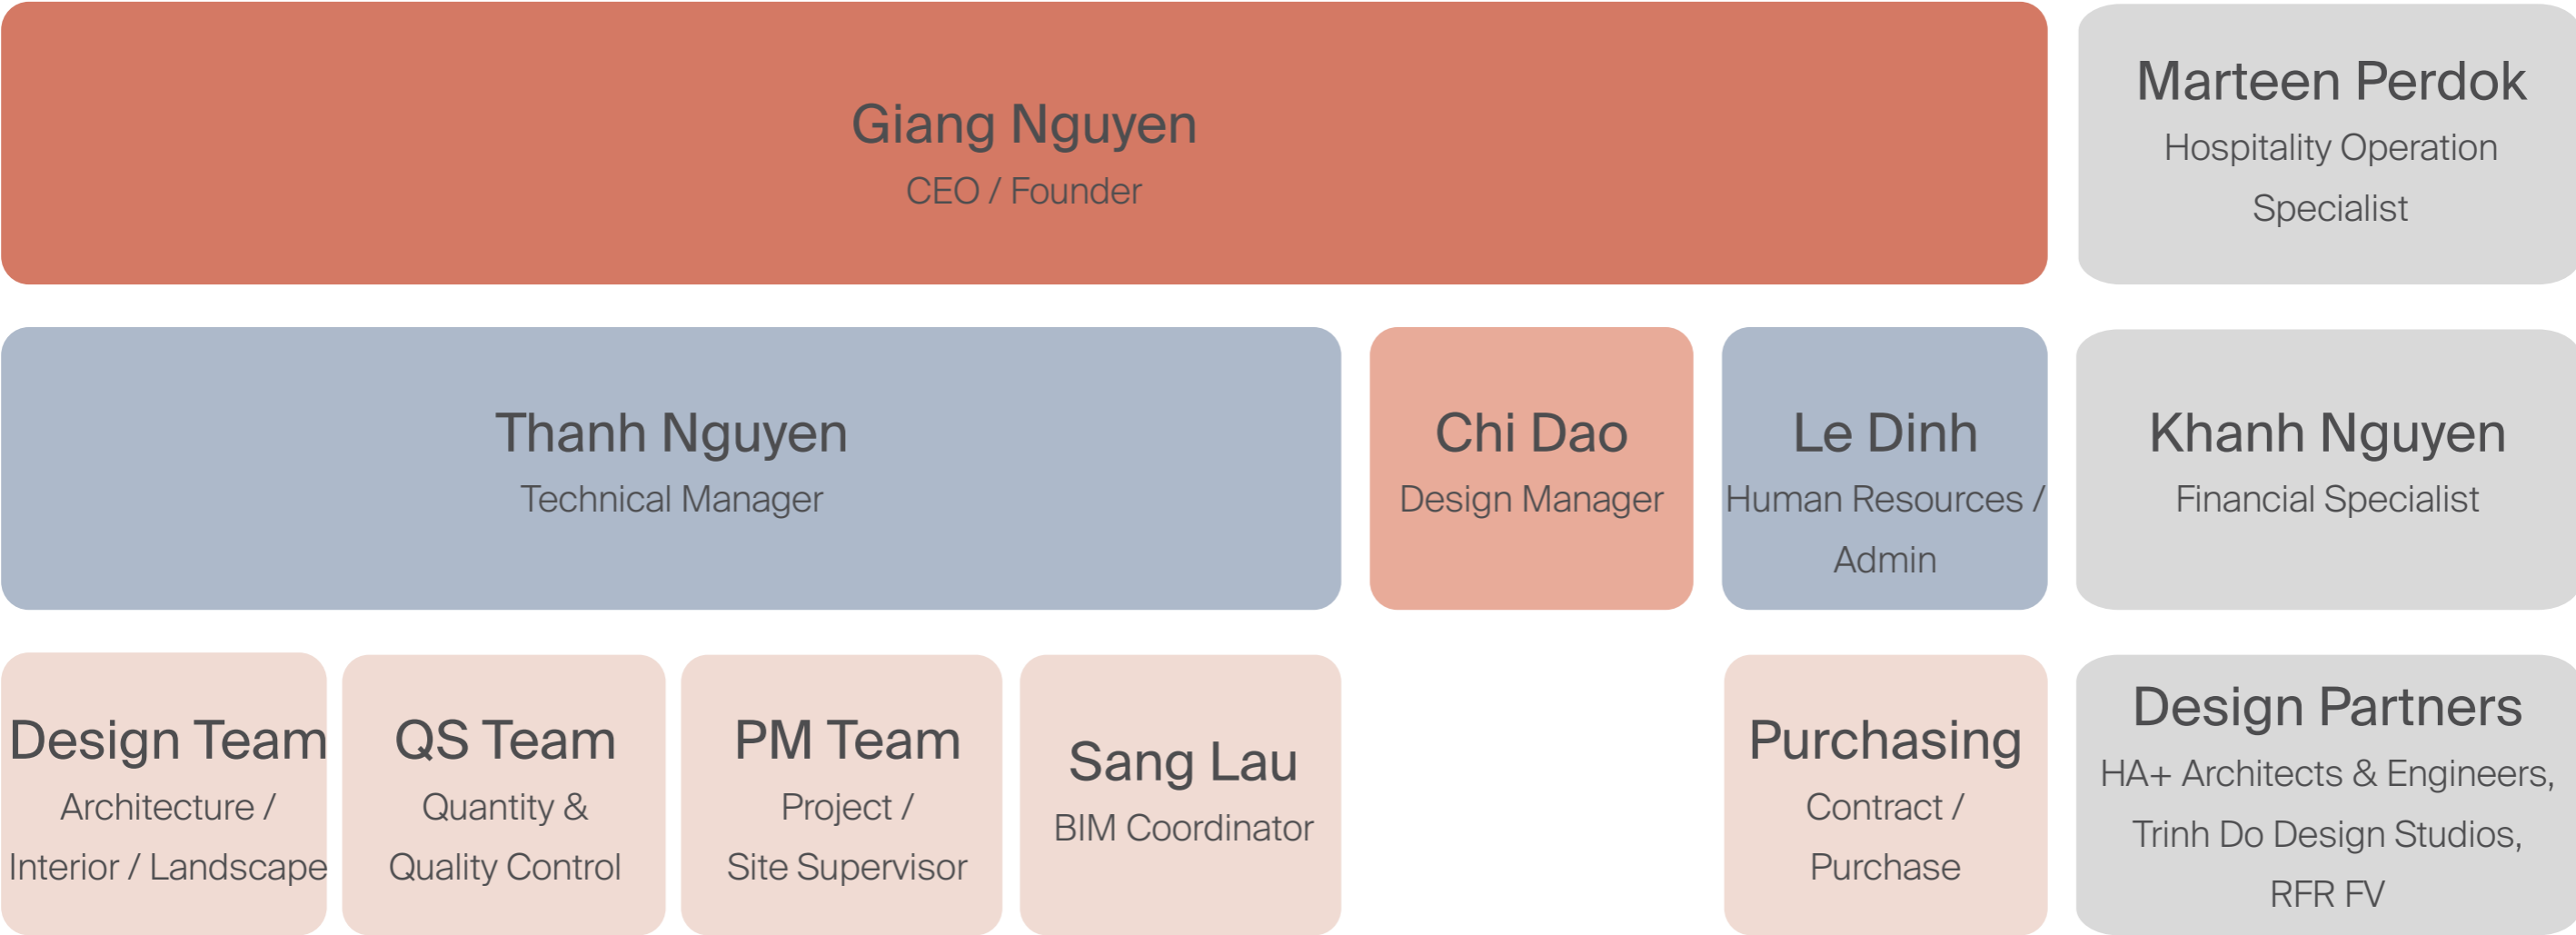 Giang Nguyen
CEO / Founder
Marteen Perdok
Hospitality Operation
Specialist
Thanh Nguyen
Technical Manager
Chi Dao
Design Manager
Le Dinh
Human Resources /
Admin
Khanh Nguyen
Financial Specialist
Design Team
Architecture /
Interior / Landscape
QS Team
Quantity &
Quality Control
PM Team
Project /
Site Supervisor
Sang Lau
BIM Coordinator
Purchasing
Contract /
Purchase
Design Partners
HA+ Architects & Engineers,
Trinh Do Design Studios,
RFR FV